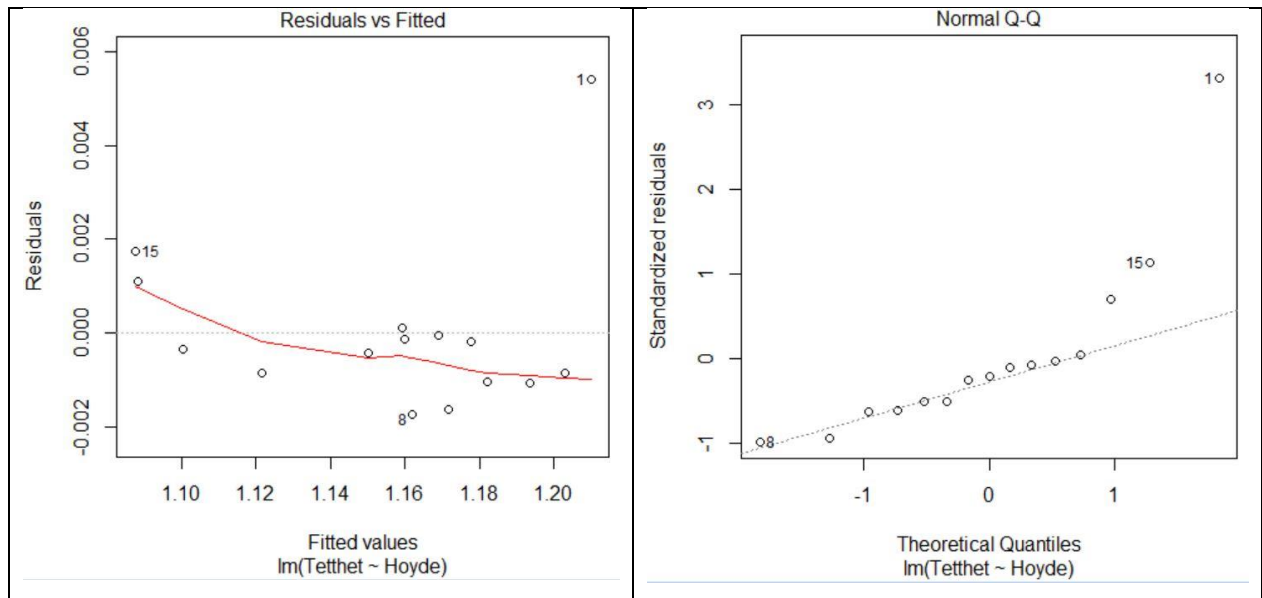 Residuals vs Fitted
0.006
0.004
0.002
0.000
-0.002
Residuals
1
15
8
1.10 1.12 1.14 1.16 1.18 1.20
Fitted values
lm(Tetthet ~ Hoyde)
Normal Q-Q
3
2
1
0
-1
Standardized residuals
1
15
8
-1 0 1
Theoretical Quantiles
lm(Tetthet ~ Hoyde)